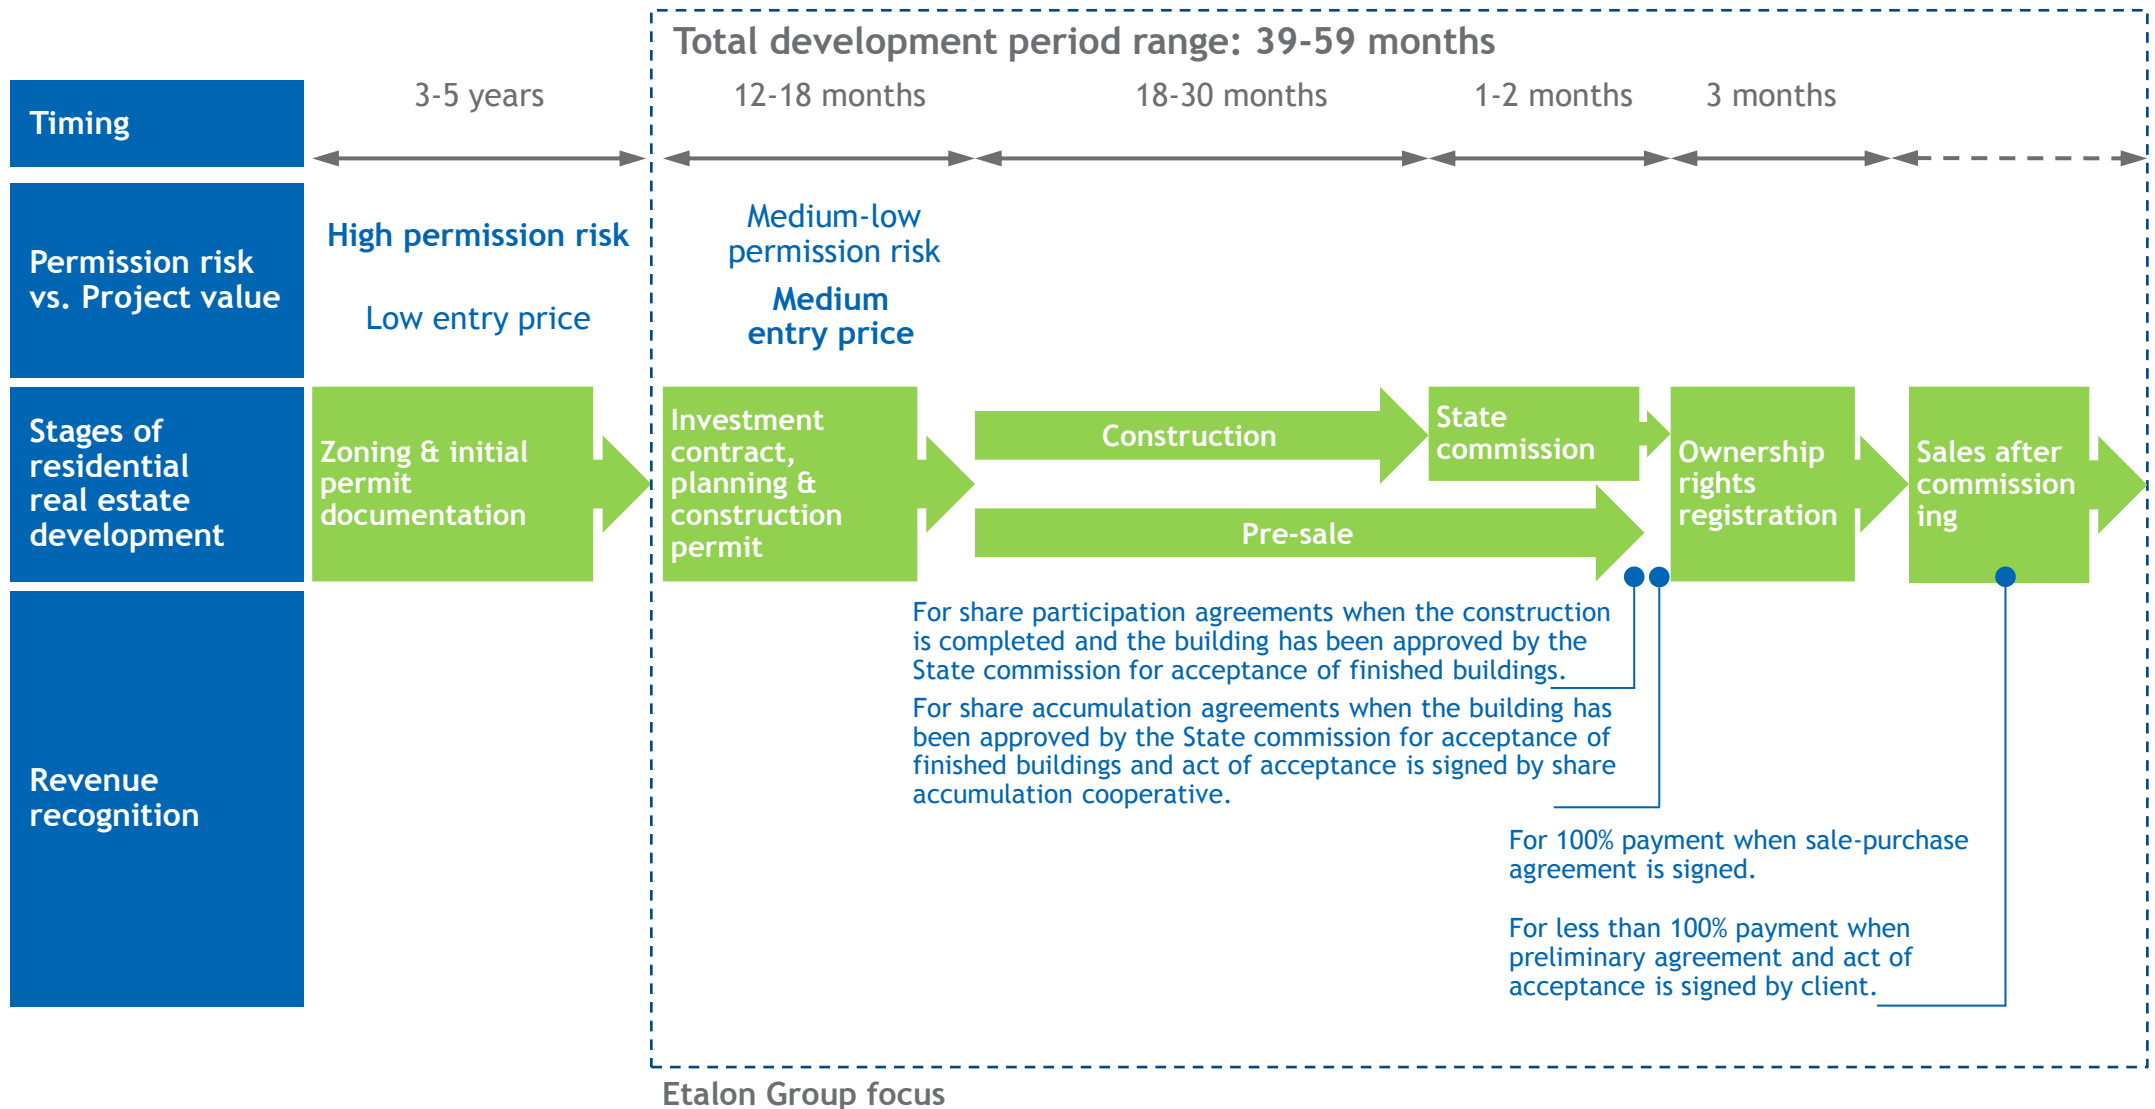 Total development period range: 39-59 months
Timing
3-5 years
12-18 months
18-30 months
1-2 months
3 months
Permission risk
vs. Project value
High permission risk
Low entry price
Medium-low
permission risk
Medium
entry price
Stages of
residential
real estate
development
Zoning & initial
permit
documentation
Investment
contract,
planning &
construction
permit
Construction
Pre-sale
State
commission
Ownership
rights
registration
Sales after
commission
ing
Revenue
recognition
For share participation agreements when the construction
is completed and the building has been approved by the
State commission for acceptance of finished buildings.
For share accumulation agreements when the building has
been approved by the State commission for acceptance of
finished buildings and act of acceptance is signed by share
accumulation cooperative.
For 100% payment when sale-purchase
agreement is signed.
For less than 100% payment when
preliminary agreement and act of
acceptance is signed by client.
Etalon Group focus